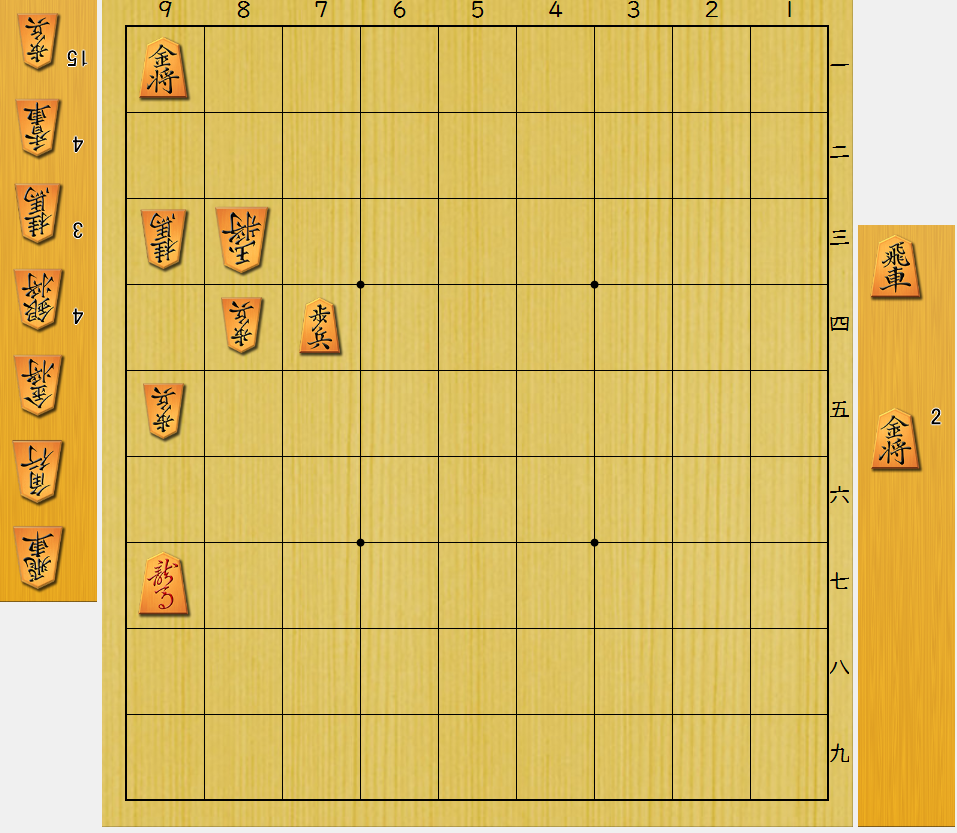 9 8 7 6 5 4 3 2 1
歩兵 15
香車 4
桂馬 3
銀将 4
金将
角行
飛車
金将 一
二
桂馬 玉将 三
歩兵 歩兵 四
歩兵 五
六
龍馬 七
八
九
飛車
金将 2